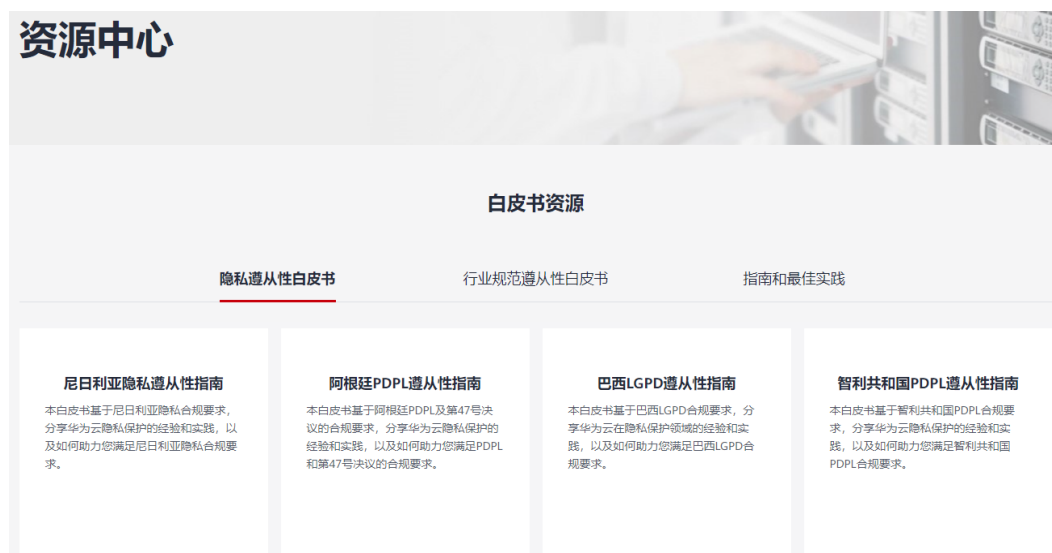 资源中心
白皮书资源
隐私遵从性白皮书
行业规范遵从性白皮书
指南和最佳实践
尼日利亚隐私遵从性指南
本白皮书基于尼日利亚隐私合规要求，
分享华为云隐私保护的经验和实践，以
及如何助力您满足尼日利亚隐私合规要
求。
阿根廷PDPL遵从性指南
本白皮书基于阿根廷PDPL及第47号决
议的合规要求，分享华为云隐私保护的
经验和实践，以及如何助力您满足PDPL
和第47号决议的合规要求。
巴西LGPD遵从性指南
本白皮书基于巴西LGPD合规要求，分
享华为云在隐私保护领域的经验和实
践，以及如何助力您满足巴西LGPD合
规要求。
智利共和国PDPL遵从性指南
本白皮书基于智利共和国PDPL合规要
求，分享华为云隐私保护的经验和实
践，以及如何助力您满足智利共和国
PDPL合规要求。